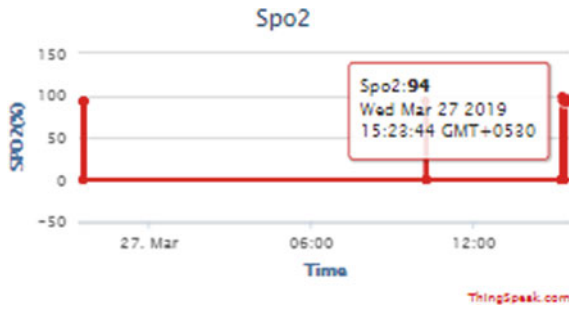 Spo2
150
100
50
0
-50
SPO2(%)
Spo2:94
Wed Mar 27 2019
15:23:44 GMT+0530
27. Mar
06:00
12:00
Time
ThingSpeak.com